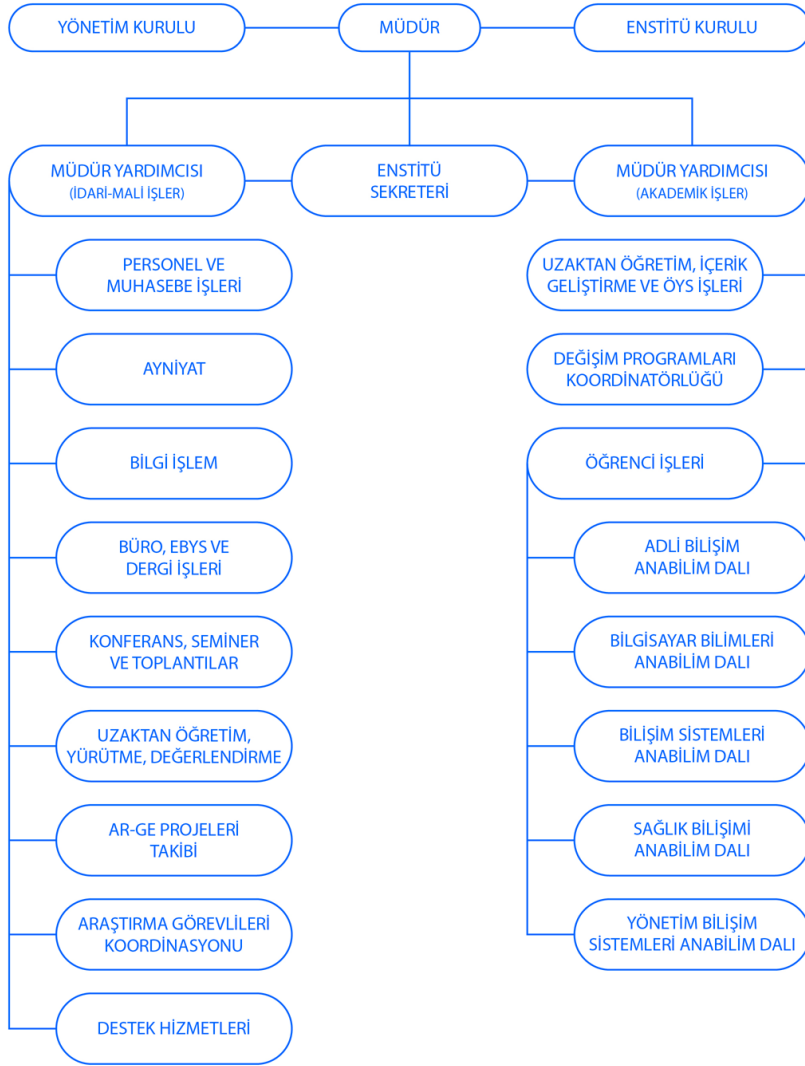 YÖNETİM KURULU
MÜDÜR
ENSTİTÜ KURULU
MÜDÜR YARDIMCISI
(İDARİ-MALİ İŞLER)
ENSTİTÜ
SEKRETERİ
MÜDÜR YARDIMCISI
(AKADEMİK İŞLER)
PERSONEL VE
MUHASEBE İŞLERİ
AYNİYAT
BİLGİ İŞLEM
BÜRO, EBYS VE
DERGİ İŞLERİ
KONFERANS, SEMİNER
VE TOPLANTILAR
UZAKTAN ÖĞRETİM,
YÜRÜTME, DEĞERLENDİRME
AR-GE PROJELERİ
TAKİBİ
ARAŞTIRMA GÖREVLİLERİ
KOORDİNASYONU
DESTEK HİZMETLERİ
UZAKTAN ÖĞRETİM, İÇERİK
GELİŞTİRME VE ÖYS İŞLERİ
DEĞİŞİM PROGRAMLARI
KOORDİNATÖRLÜĞÜ
ÖĞRENCİ İŞLERİ
ADLİ BİLİŞİM
ANABİLİM DALI
BİLGİSAYAR BİLİMLERİ
ANABİLİM DALI
BİLİŞİM SİSTEMLERİ
ANABİLİM DALI
SAĞLIK BİLİŞİMİ
ANABİLİM DALI
YÖNETİM BİLİŞİM
SİSTEMLERİ ANABİLİM DALI